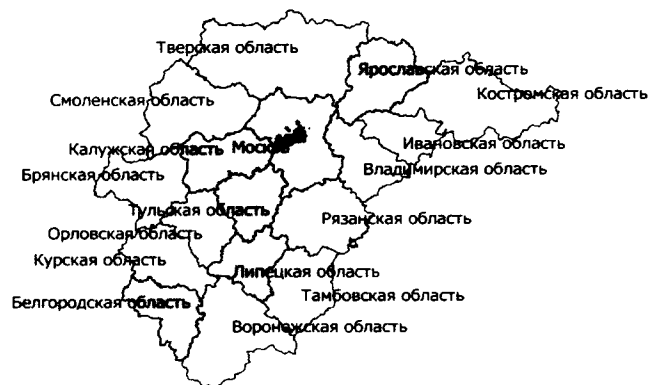 Тверская область
Ярославская область
Костромская область
Смоленская область
Ивановская область
Калужская область
Москва
Владимирская область
Брянская область
Тульская область
Рязанская область
Орловская область
Курская область
Липецкая область
Тамбовская область
Белгородская область
Воронежская область